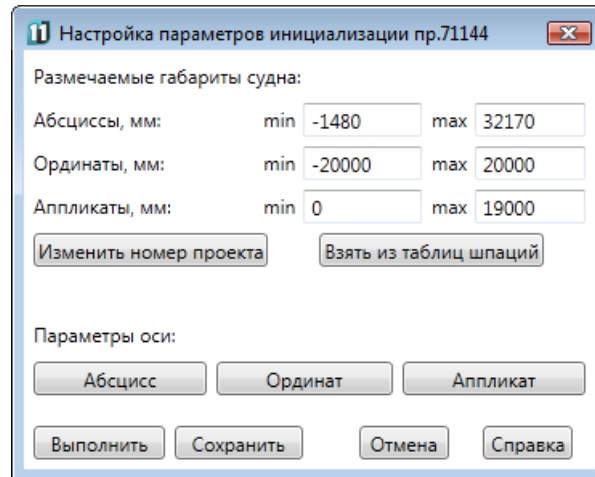 Настройка параметров инициализации пр.71144
Размечаемые габариты судна:
Абсциссы, мм: min -1480 max 32170
Ординаты, мм: min -20000 max 20000
Аппликаты, мм: min 0 max 19000
Изменить номер проекта Взять из таблиц шпаций
Параметры оси:
Абсцисс Ординат Аппликат
Выполнить Сохранить Отмена Справка